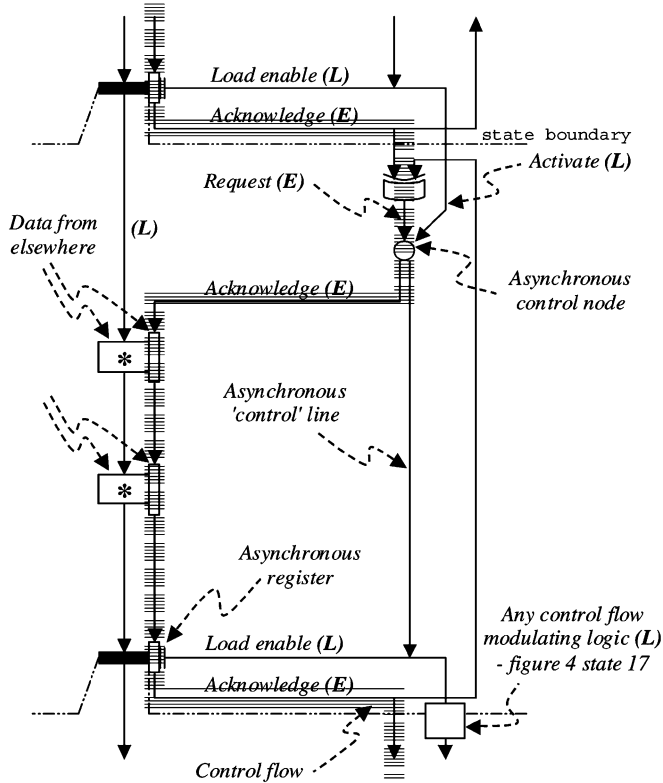 Load enable (L)
Acknowledge (E)
state boundary
Activate (L)
Request (E)
Data from
elsewhere
(L)
Asynchronous
control node
Acknowledge (E)
*
Asynchronous
'control' line
*
Asynchronous
register
Any control flow
modulating logic (L)
- figure 4 state 17
Load enable (L)
Acknowledge (E)
Control flow